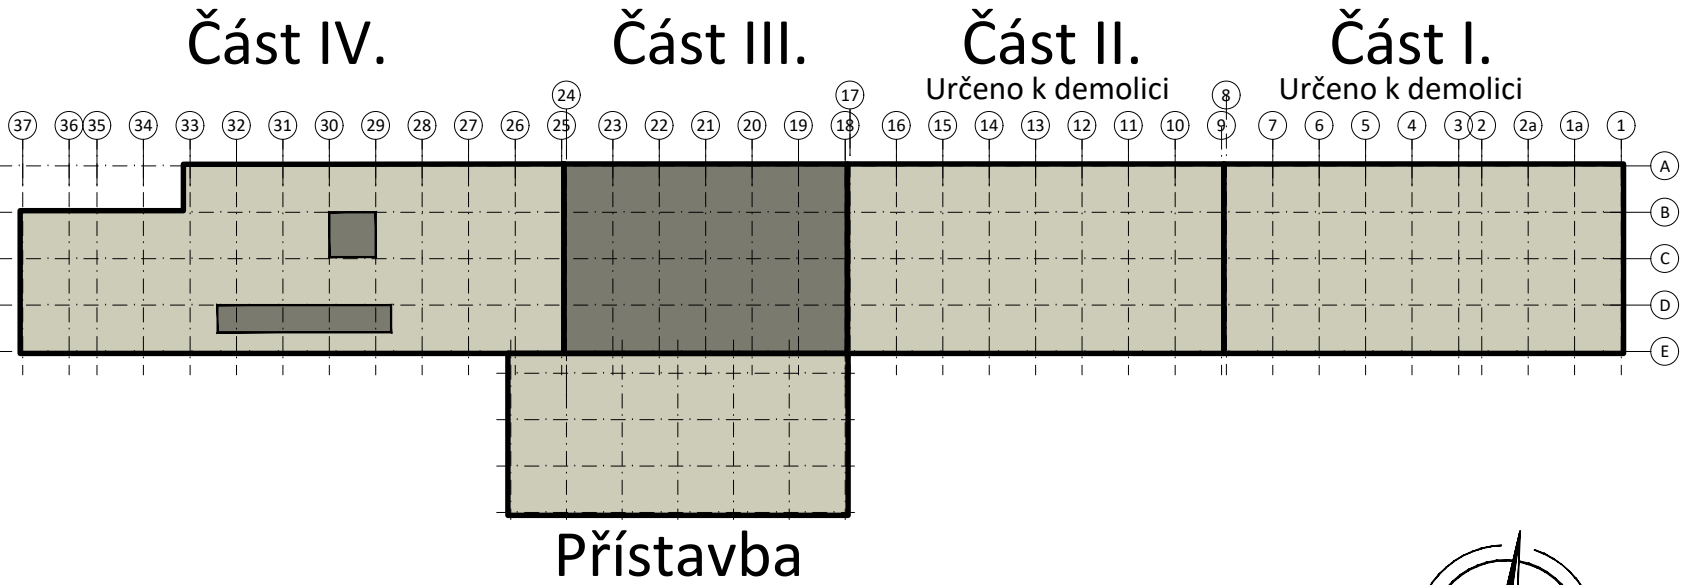 Část IV. Část III. Část II. Část I.
Určeno k demolici Určeno k demolici
24 17 8
37 36 35 34 33 32 31 30 29 28 27 26 25 23 22 21 20 19 18 16 15 14 13 12 11 10 9 7 6 5 4 3 2 2a 1a 1
A
B
C
D
E
Přístavba